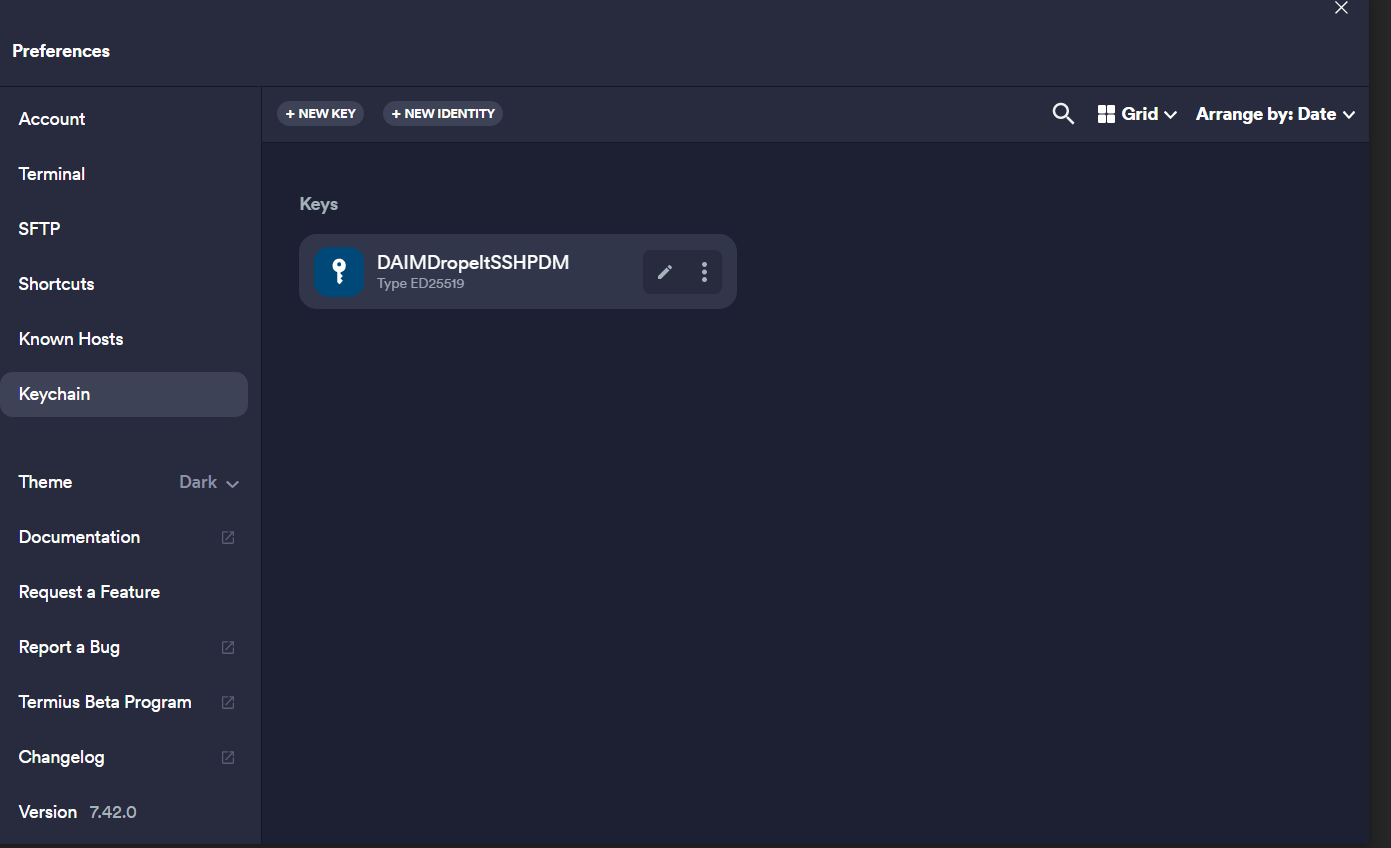 Preferences
Account
Terminal
SFTP
Shortcuts
Known Hosts
Keychain
Theme Dark
Documentation
Request a Feature
Report a Bug
Termius Beta Program
Changelog
Version 7.42.0
+ NEW KEY + NEW IDENTITY Grid Arrange by: Date
Keys
DAIMDropeItSSHPDM
Type ED25519